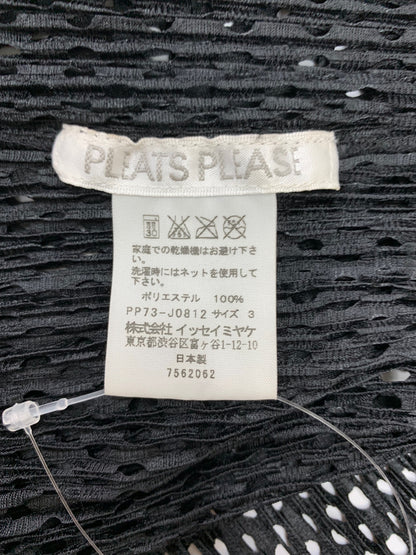 PLEATS PLEASE
家庭での乾燥機はお避け下さ
い。
洗濯時にはネットを使用して
下さい。
ポリエステル 100%
PP73-J0812 サイズ 3
株式会社 イッセイミヤケ
東京都渋谷区富ヶ谷1-12-10
日本製
7562062